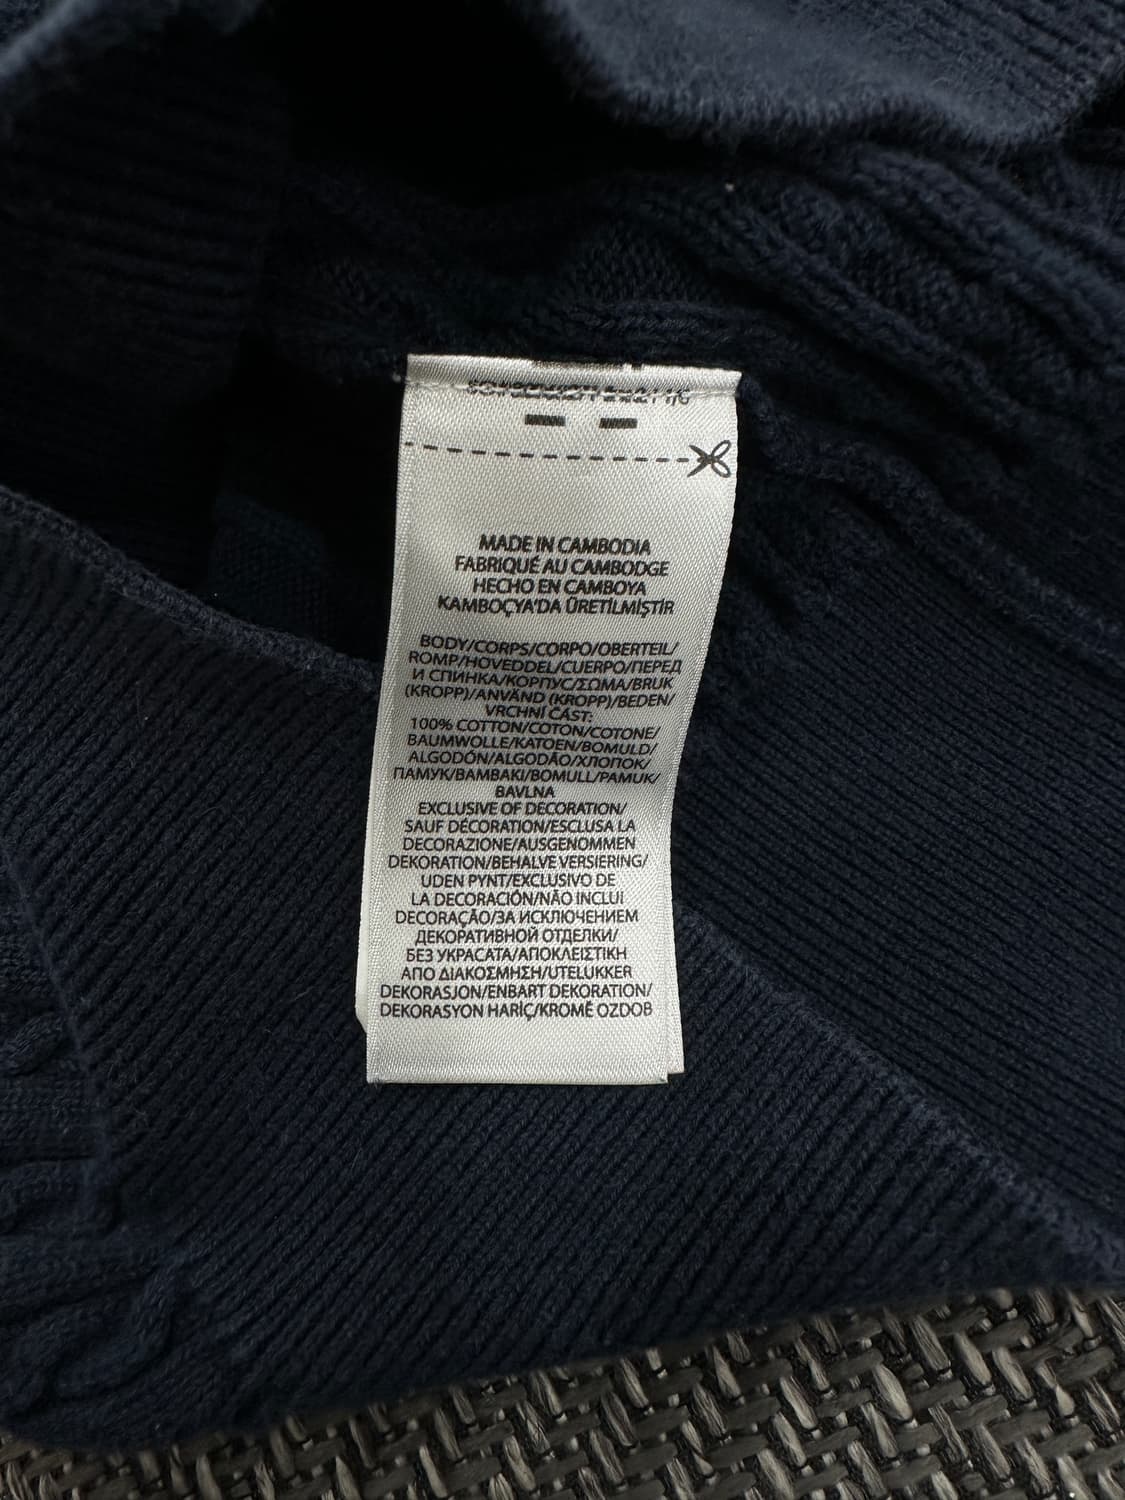 MADE IN CAMBODIA
FABRIQUÉ AU CAMBODGE
HECHO EN CAMBOYA
KAMBOÇYA'DA ÜRETİLMİŞTİR
BODY/CORPS/CORPO/OBERTEIL/
ROMP/HOVEDDEL/CUERPO/ПЕРЕД
И СПИНКА/КОРПУС/ΣΩΜΑ/BRUK
(KROPP)/ANVÄND (KROPP)/BEDEN/
VRCHNÍ ČÁST:
100% COTTON/COTON/COTONE/
BAUMWOLLE/KATOEN/BOMULD/
ALGODÓN/ALGODÃO/ХЛОПОК/
ПАМУК/ΒΑΜΒΑΚΙ/BOMULL/PAMUK/
BAVLNA
EXCLUSIVE OF DECORATION/
SAUF DÉCORATION/ESCLUSA LA
DECORAZIONE/AUSGENOMMEN
DEKORATION/BEHALVE VERSIERING/
UDEN PYNT/EXCLUSIVO DE
LA DECORACIÓN/NÃO INCLUI
DECORAÇÃO/ЗА ИСКЛЮЧЕНИЕМ
ДЕКОРАТИВНОЙ ОТДЕЛКИ/
БЕЗ УКРАСАТА/ΑΠΟΚΛΕΙΣΤΙΚΗ
ΑΠΟ ΔΙΑΚΟΣΜΗΣΗ/UTELUKKER
DEKORASJON/ENBART DEKORATION/
DEKORASYON HARİÇ/KROMĚ OZDOB